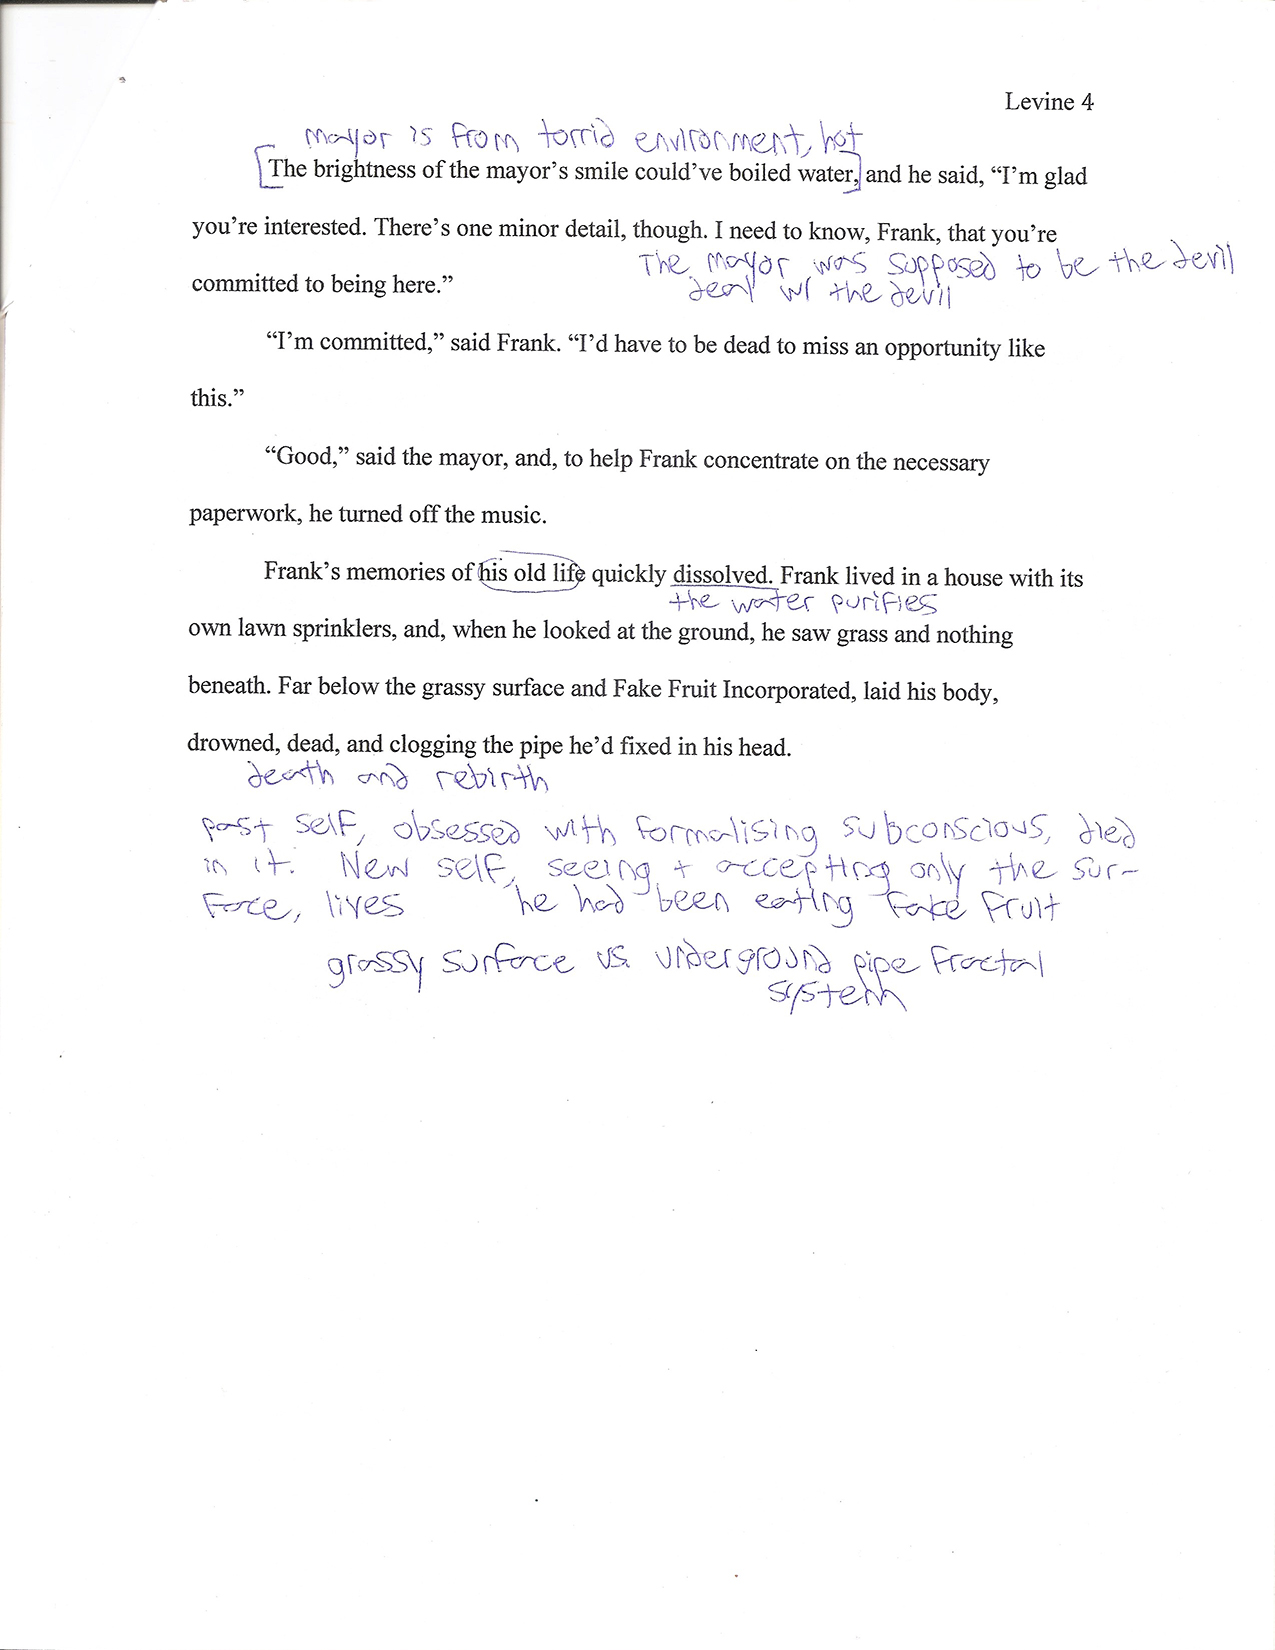 Levine 4
mayor is from torrid environment, hot
The brightness of the mayor's smile could've boiled water, and he said, “I'm glad
you're interested. There's one minor detail, though. I need to know, Frank, that you're
The mayor was supposed to be the devil
committed to being here.”
deal w/ the devil
“I'm committed,” said Frank. “I'd have to be dead to miss an opportunity like
this.”
“Good,” said the mayor, and, to help Frank concentrate on the necessary
paperwork, he turned off the music.
Frank's memories of his old life quickly dissolved. Frank lived in a house with its
the water purifies
own lawn sprinklers, and, when he looked at the ground, he saw grass and nothing
beneath. Far below the grassy surface and Fake Fruit Incorporated, laid his body,
drowned, dead, and clogging the pipe he'd fixed in his head.
death and rebirth
past self, obsessed with formalising subconscious, died
in it. New self, seeing + accepting only the sur-
face, lives he had been eating fake fruit
grassy surface vs. underground pipe fractal
system